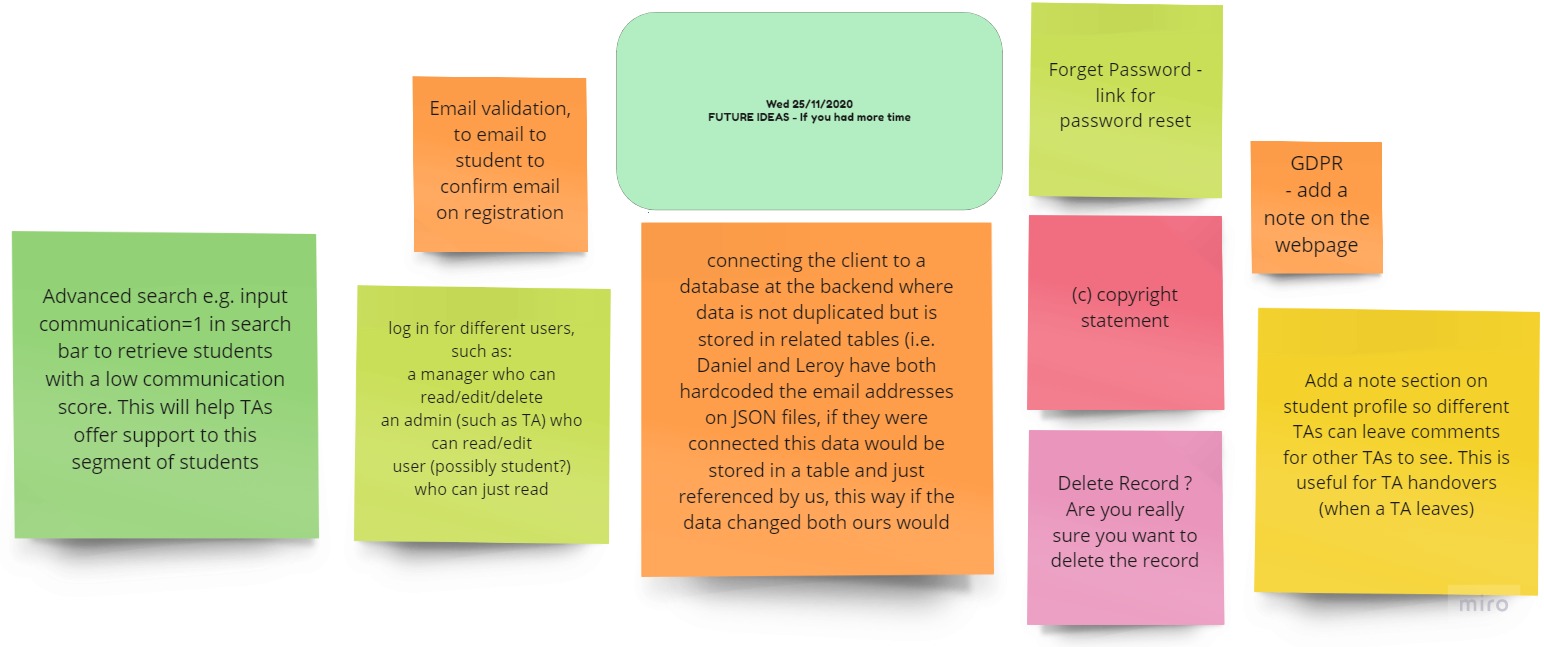 Wed 25/11/2020
FUTURE IDEAS - If you had more time
Email validation,
to email to
student to
confirm email
on registration
Forget Password -
link for
password reset
GDPR
- add a
note on the
webpage
Advanced search e.g. input
communication=1 in search
bar to retrieve students
with a low communication
score. This will help TAs
offer support to this
segment of students
log in for different users,
such as:
a manager who can
read/edit/delete
an admin (such as TA) who
can read/edit
user (possibly student?)
who can just read
connecting the client to a
database at the backend where
data is not duplicated but is
stored in related tables (i.e.
Daniel and Leroy have both
hardcoded the email addresses
on JSON files, if they were
connected this data would be
stored in a table and just
referenced by us, this way if the
data changed both ours would
(c) copyright
statement
Delete Record ?
Are you really
sure you want to
delete the record
Add a note section on
student profile so different
TAs can leave comments
for other TAs to see. This is
useful for TA handovers
(when a TA leaves)
miro